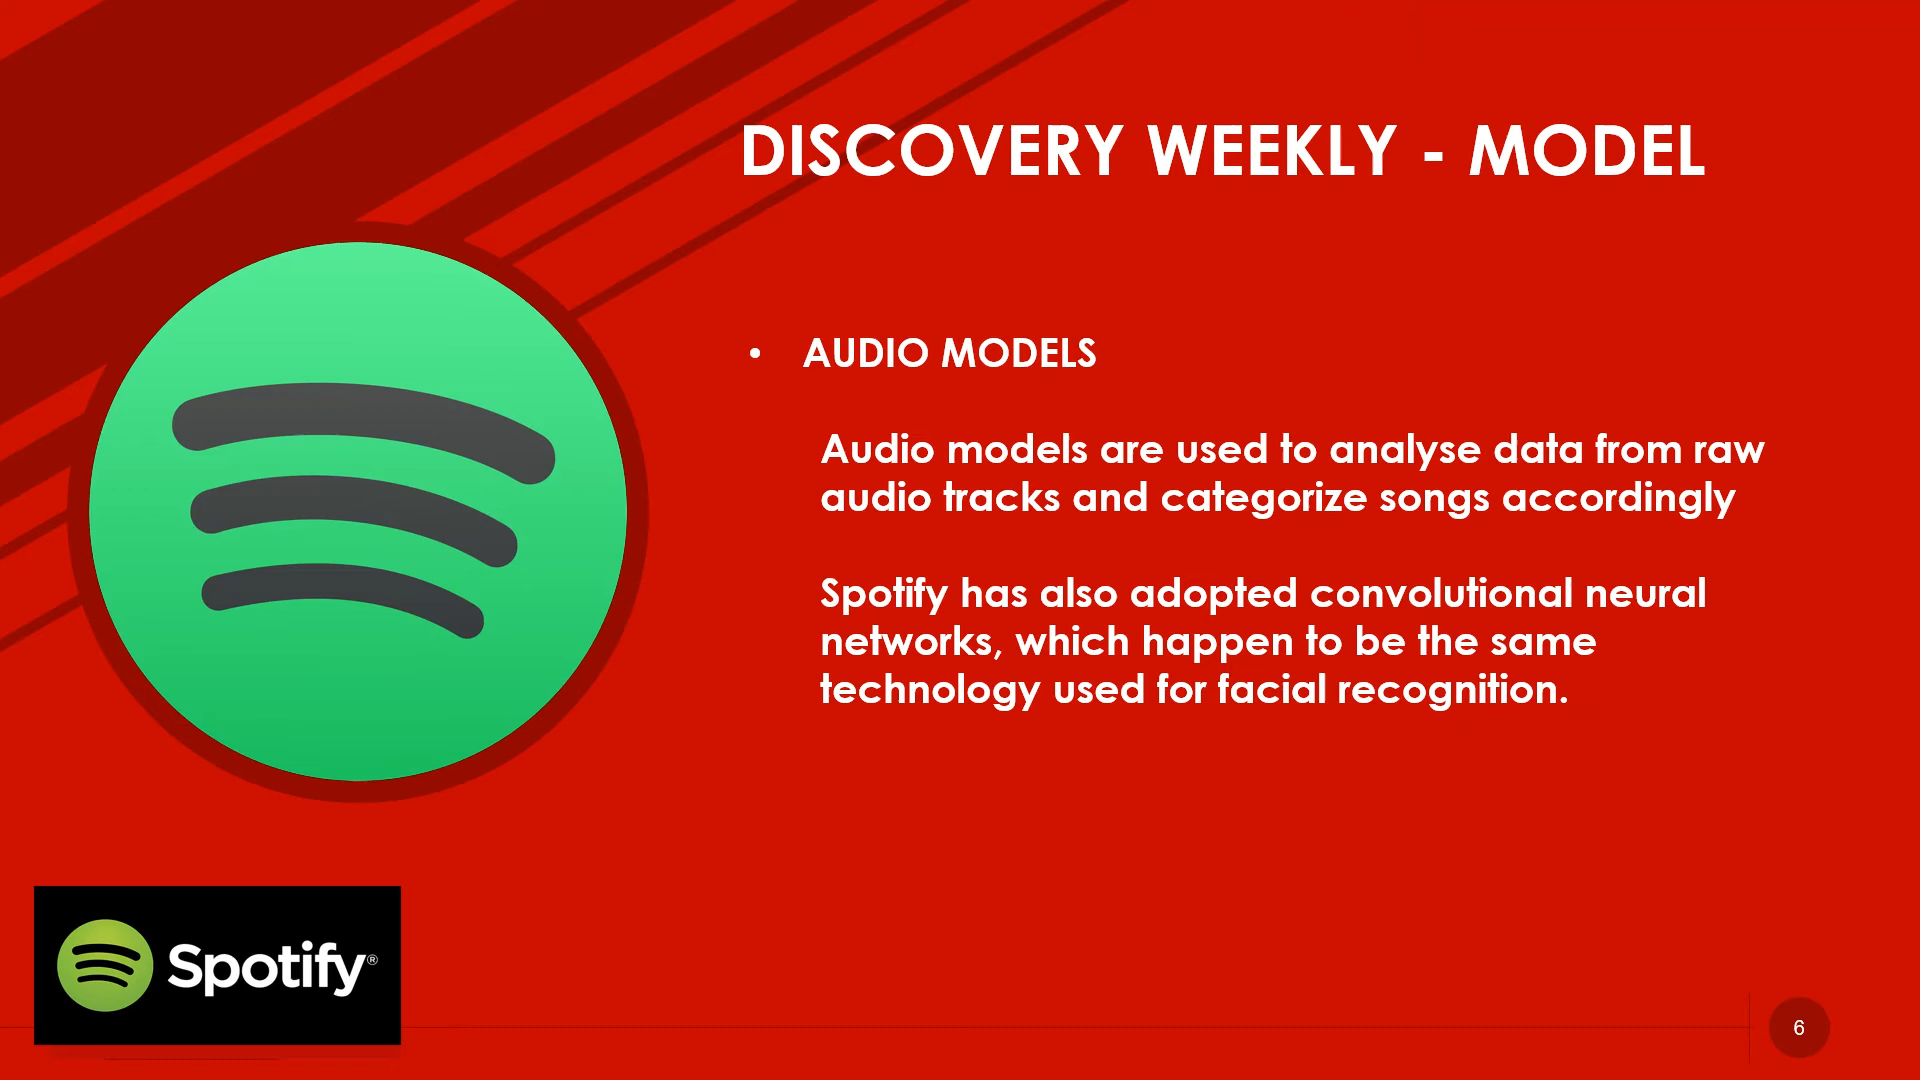 DISCOVERY WEEKLY - MODEL
• AUDIO MODELS
Audio models are used to analyse data from raw
audio tracks and categorize songs accordingly
Spotify has also adopted convolutional neural
networks, which happen to be the same
technology used for facial recognition.
Spotify®
6